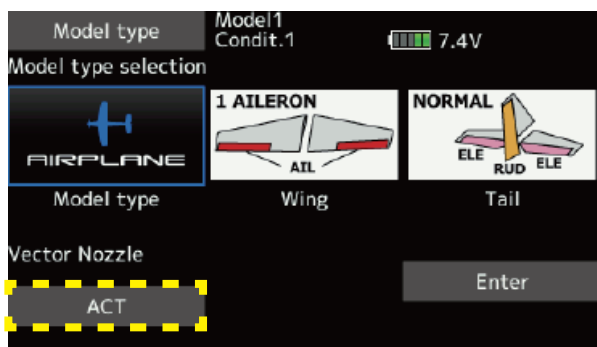 Model type
Model1
Condit.1
7.4V
Model type selection
AIRPLANE
1 AILERON
AIL
NORMAL
ELE
RUD
ELE
Model type
Wing
Tail
Vector Nozzle
ACT
Enter